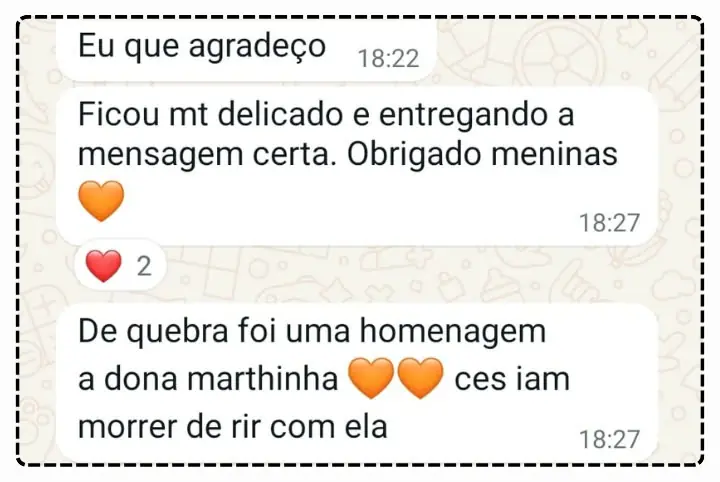 Eu que agradeço 18:22
Ficou mt delicado e entregando a
mensagem certa. Obrigado meninas
🧡
18:27
❤️ 2
De quebra foi uma homenagem
a dona marthinha 🧡🧡 ces iam
morrer de rir com ela 18:27